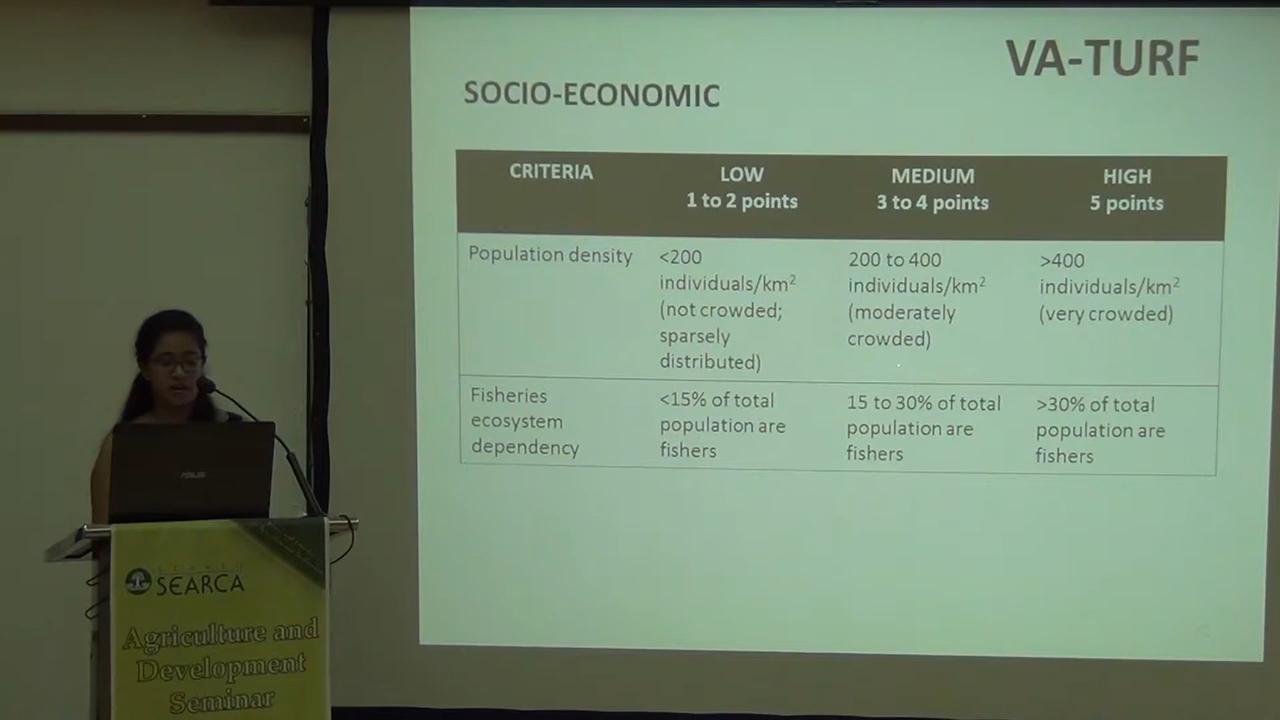 VA-TURF
SOCIO-ECONOMIC
CRITERIA
LOW
1 to 2 points
MEDIUM
3 to 4 points
HIGH
5 points
Population density
<200
individuals/km²
(not crowded;
sparsely
distributed)
200 to 400
individuals/km²
(moderately
crowded)
>400
individuals/km²
(very crowded)
Fisheries
ecosystem
dependency
<15% of total
population are
fishers
15 to 30% of total
population are
fishers
>30% of total
population are
fishers
ASUS
SEARCA
Agriculture and
Development
Seminar